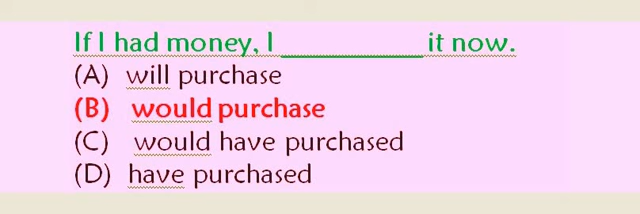 If I had money, I ____________ it now.
(A) will purchase
(B) would purchase
(C) would have purchased
(D) have purchased